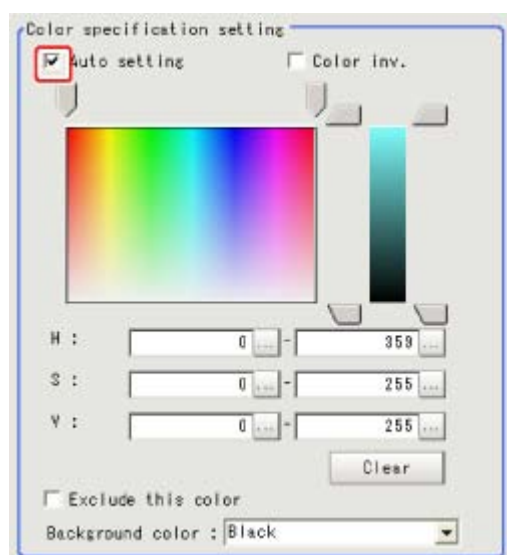 Color specification setting
Auto setting Color inv.
H : 0 ... - 359 ...
S : 0 ... - 255 ...
V : 0 ... - 255 ...
Clear
Exclude this color
Background color : Black